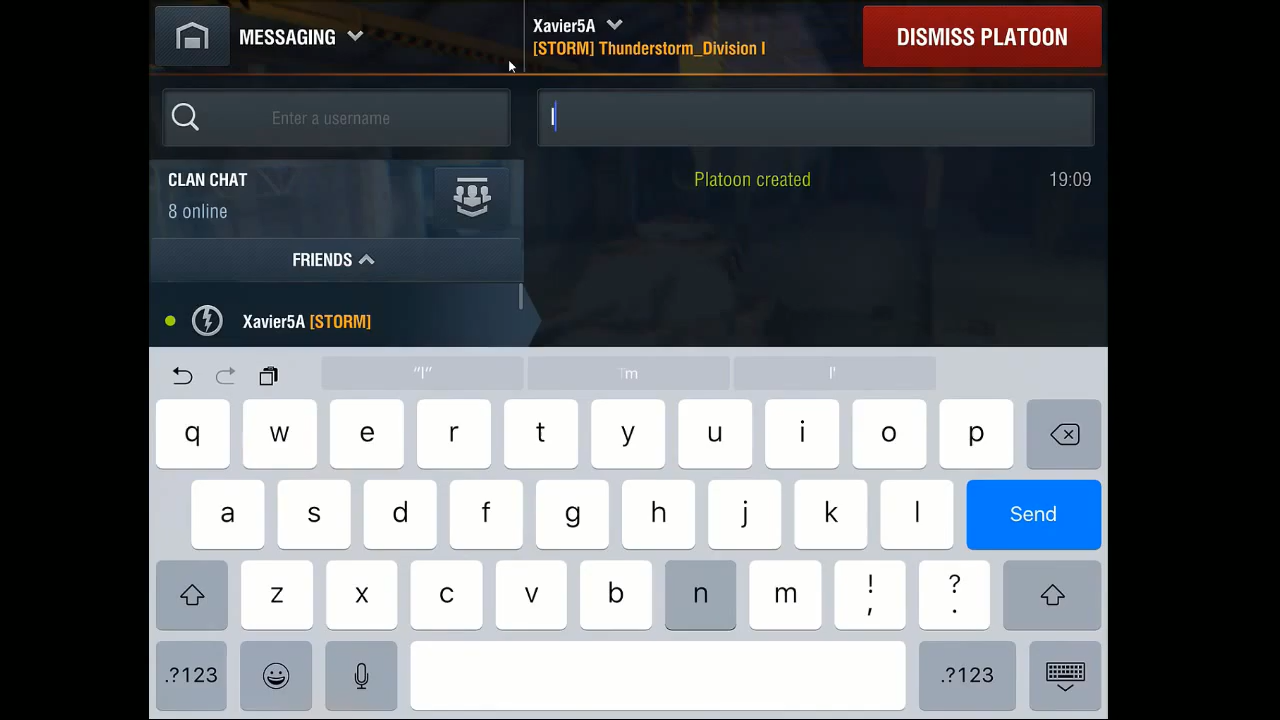 MESSAGING
Xavier5A
[STORM] Thunderstorm_Division I
DISMISS PLATOON
Enter a username
I
CLAN CHAT
8 online
Platoon created 19:09
FRIENDS
Xavier5A [STORM]
"I" I'm I'
q w e r t y u i o p
a s d f g h j k l Send
z x c v b n m ! , ? .
.?123 .?123